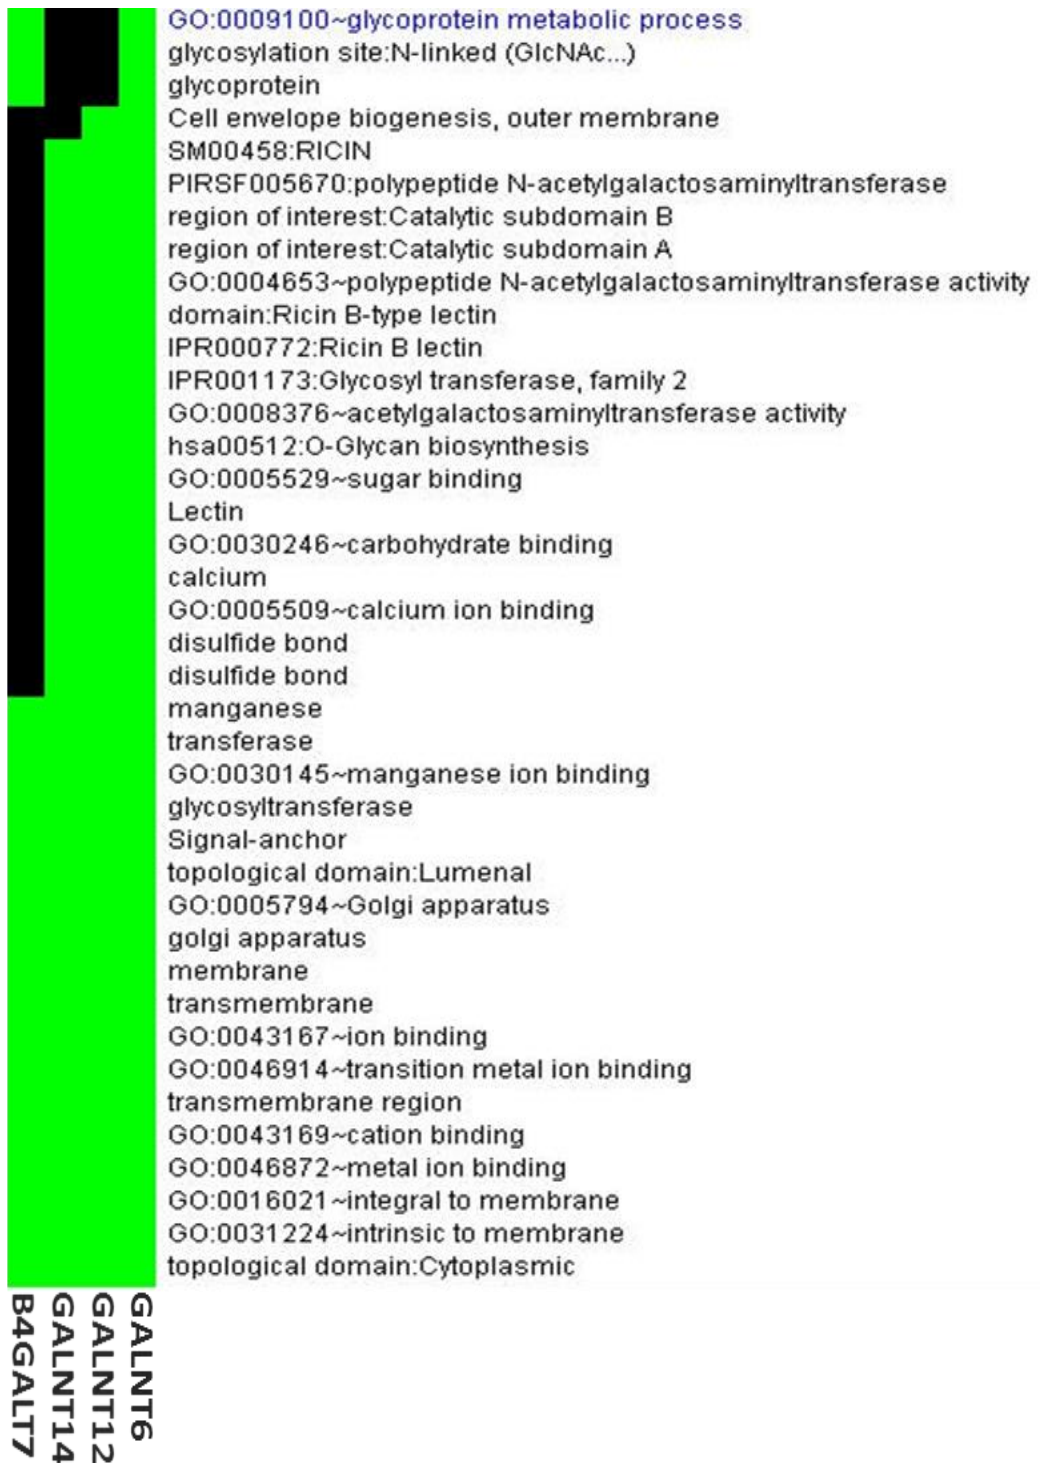 GO:0009100~glycoprotein metabolic process
glycosylation site:N-linked (GlcNAc...)
glycoprotein
Cell envelope biogenesis, outer membrane
SM00458:RICIN
PIRSF005670:polypeptide N-acetylgalactosaminyltransferase
region of interest:Catalytic subdomain B
region of interest:Catalytic subdomain A
GO:0004653~polypeptide N-acetylgalactosaminyltransferase activity
domain:Ricin B-type lectin
IPR000772:Ricin B lectin
IPR001173:Glycosyl transferase, family 2
GO:0008376~acetylgalactosaminyltransferase activity
hsa00512:O-Glycan biosynthesis
GO:0005529~sugar binding
Lectin
GO:0030246~carbohydrate binding
calcium
GO:0005509~calcium ion binding
disulfide bond
disulfide bond
manganese
transferase
GO:0030145~manganese ion binding
glycosyltransferase
Signal-anchor
topological domain:Lumenal
GO:0005794~Golgi apparatus
golgi apparatus
membrane
transmembrane
GO:0043167~ion binding
GO:0046914~transition metal ion binding
transmembrane region
GO:0043169~cation binding
GO:0046872~metal ion binding
GO:0016021~integral to membrane
GO:0031224~intrinsic to membrane
topological domain:Cytoplasmic
B4GALT7
GALNT14
GALNT12
GALNT6